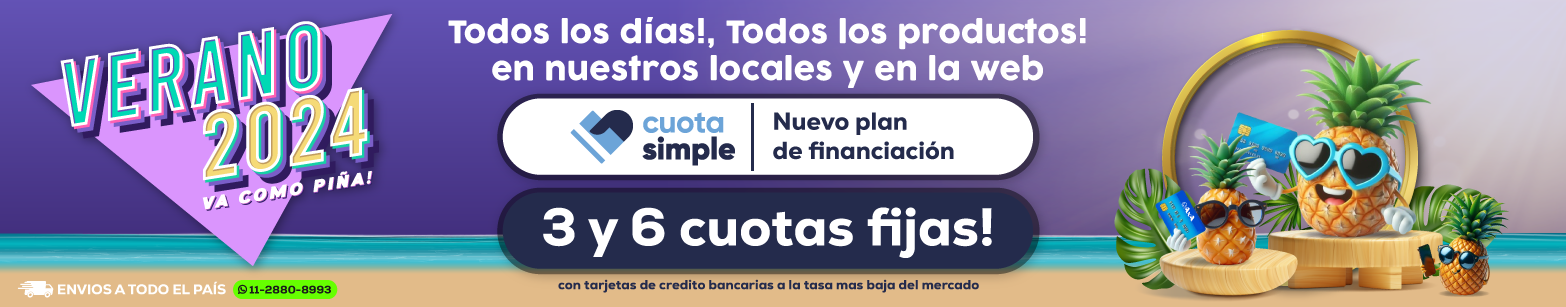 VERANO
2024
VA COMO PIÑA!
Todos los días!, Todos los productos!
en nuestros locales y en la web
cuota
simple
Nuevo plan
de financiación
3 y 6 cuotas fijas!
con tarjetas de credito bancarias a la tasa mas baja del mercado
ENVIOS A TODO EL PAÍS
11-2880-8993